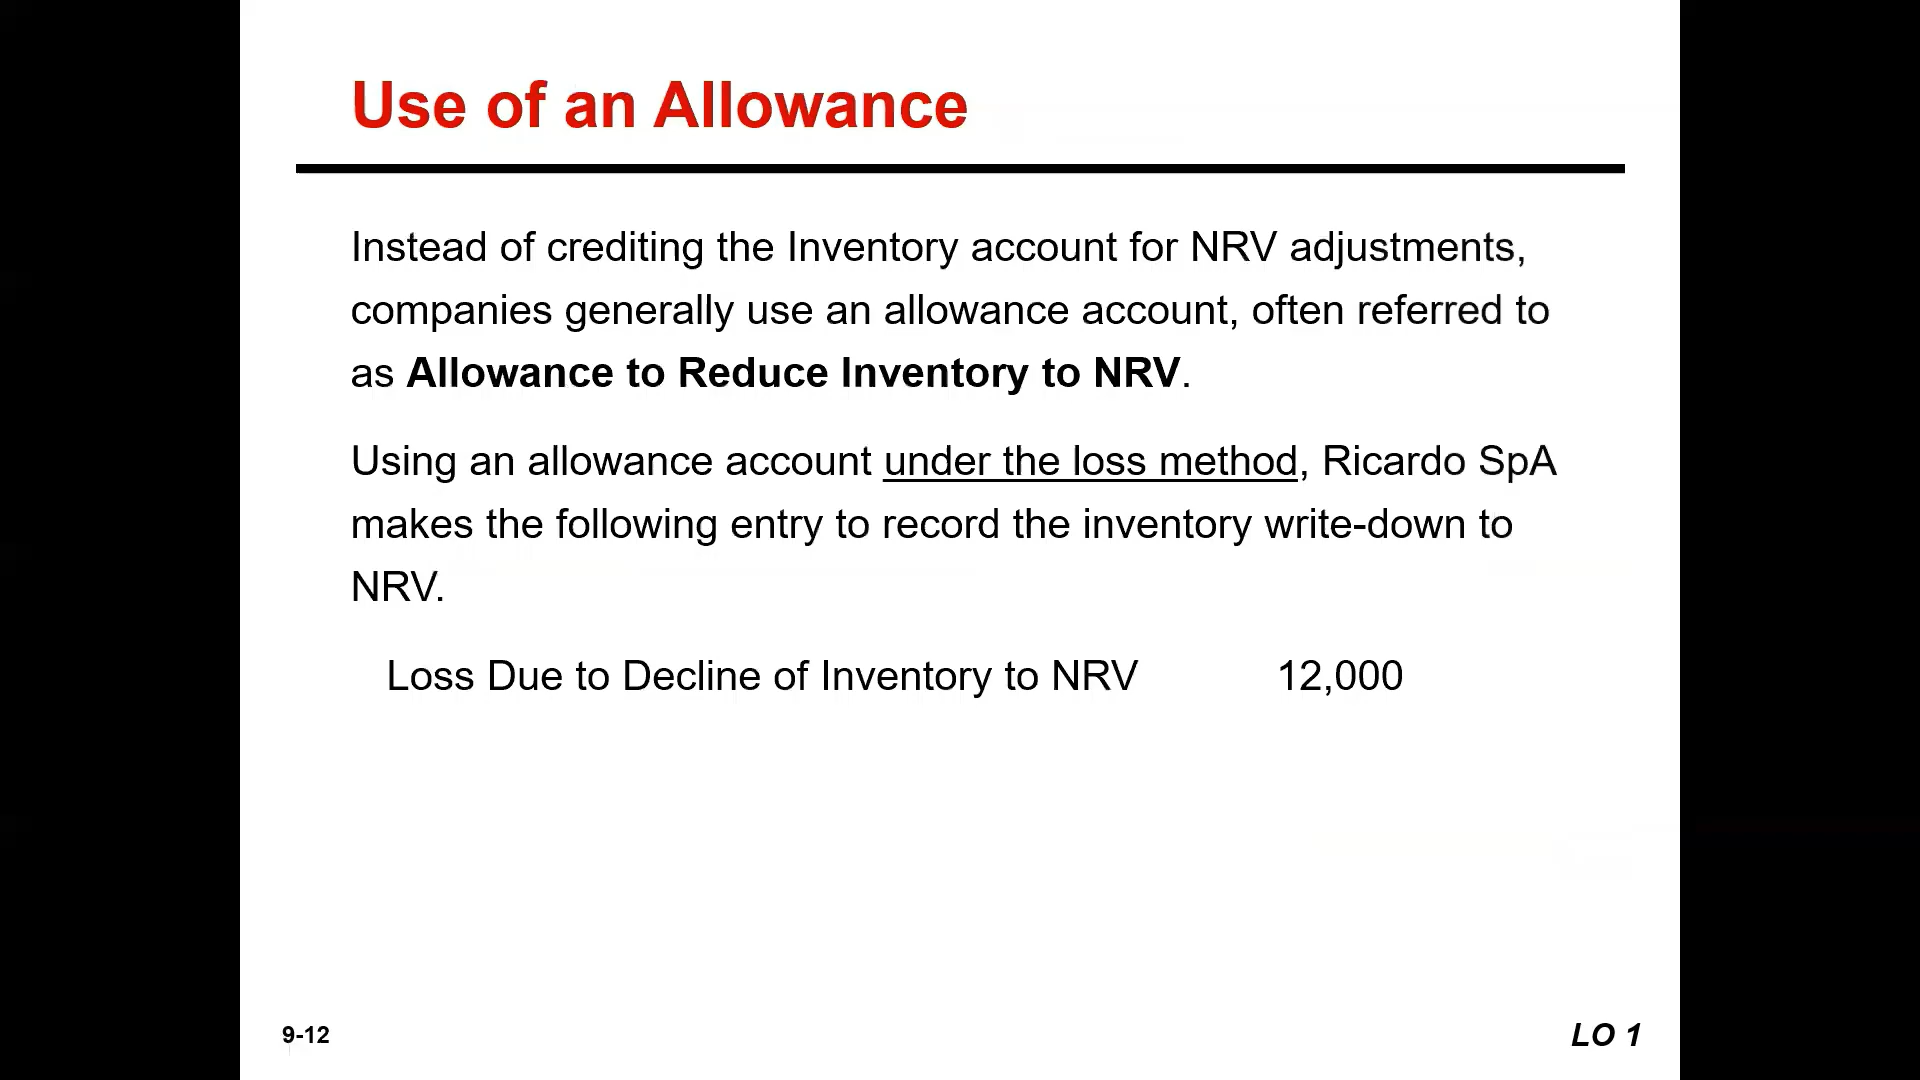 Use of an Allowance
Instead of crediting the Inventory account for NRV adjustments,
companies generally use an allowance account, often referred to
as Allowance to Reduce Inventory to NRV.
Using an allowance account under the loss method, Ricardo SpA
makes the following entry to record the inventory write-down to
NRV.
Loss Due to Decline of Inventory to NRV 12,000
9-12
LO 1